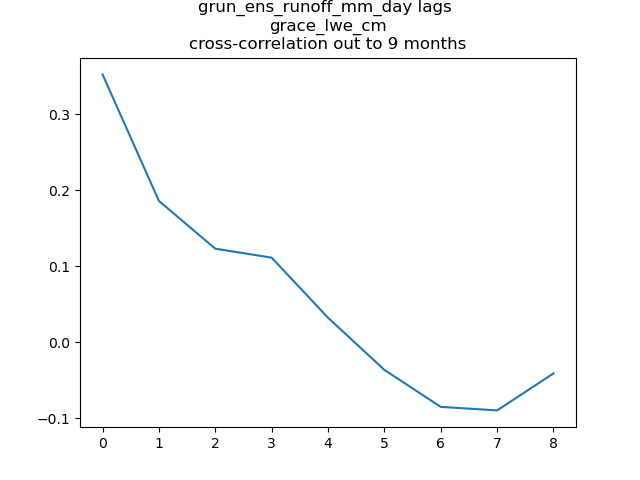 grun_ens_runoff_mm_day lags
grace_lwe_cm
cross-correlation out to 9 months
0.3
0.2
0.1
0.0
−0.1
0 1 2 3 4 5 6 7 8